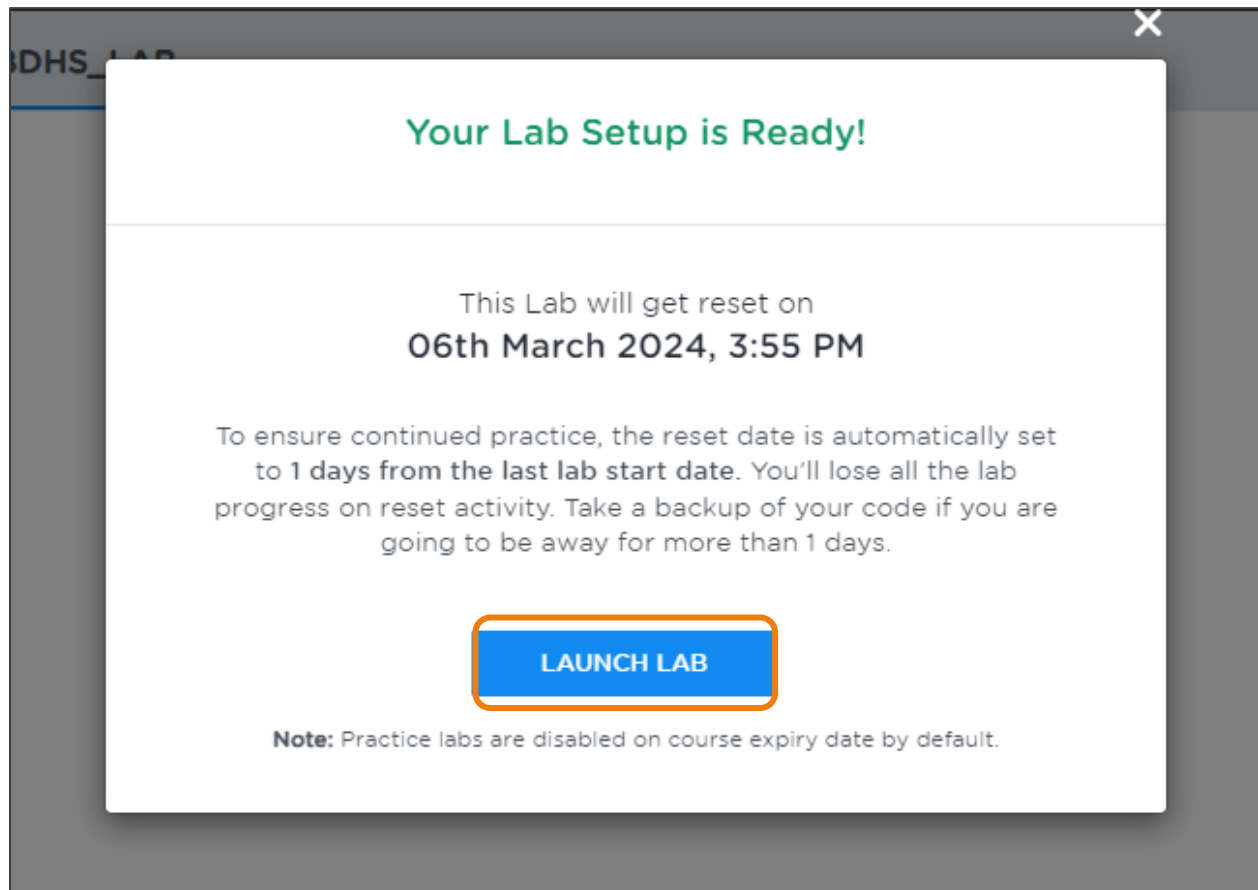 BDHS_LAB
Your Lab Setup is Ready!
This Lab will get reset on
06th March 2024, 3:55 PM
To ensure continued practice, the reset date is automatically set
to 1 days from the last lab start date. You'll lose all the lab
progress on reset activity. Take a backup of your code if you are
going to be away for more than 1 days.
LAUNCH LAB
Note: Practice labs are disabled on course expiry date by default.